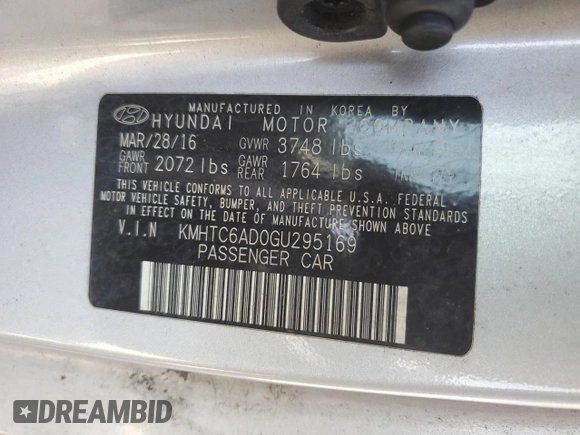 MANUFACTURED IN KOREA BY
HYUNDAI MOTOR COMPANY
MAR/28/16 GVWR 3748 lbs
GAWR FRONT 2072 lbs GAWR REAR 1764 lbs
THIS VEHICLE CONFORMS TO ALL APPLICABLE U.S.A. FEDERAL
MOTOR VEHICLE SAFETY, BUMPER, AND THEFT PREVENTION STANDARDS
IN EFFECT ON THE DATE OF MANUFACTURE SHOWN ABOVE.
V.I.N KMHTC6AD0GU295169
PASSENGER CAR
DREAMBID